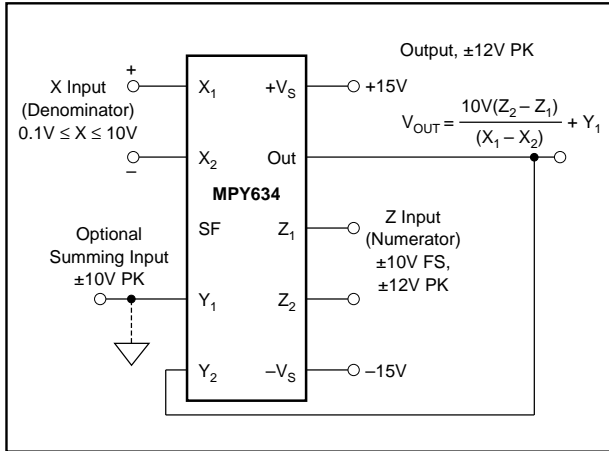 Output, ±12V PK
+
X Input
(Denominator)
0.1V ≤ X ≤ 10V
–
X₁
+Vₛ
+15V
V_OUT = 10V(Z₂ – Z₁) / (X₁ – X₂) + Y₁
X₂
Out
MPY634
SF
Z₁
Z Input
(Numerator)
±10V FS,
±12V PK
Optional
Summing Input
±10V PK
Y₁
Z₂
Y₂
–Vₛ
–15V